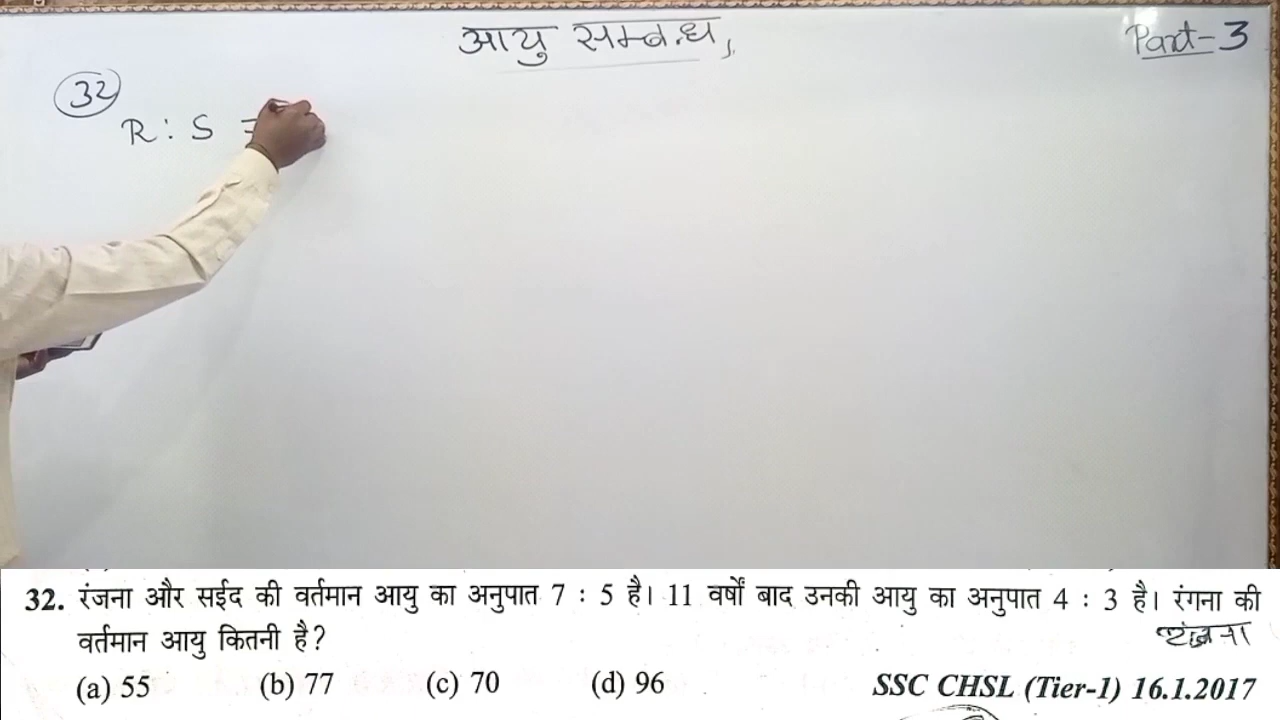 आयु सम्बन्ध,
Part-3
32
R : S =
32. रंजना और सईद की वर्तमान आयु का अनुपात 7 : 5 है। 11 वर्षों बाद उनकी आयु का अनुपात 4 : 3 है। रंगना की
रंजना
वर्तमान आयु कितनी है?
(a) 55 (b) 77 (c) 70 (d) 96 SSC CHSL (Tier-1) 16.1.2017